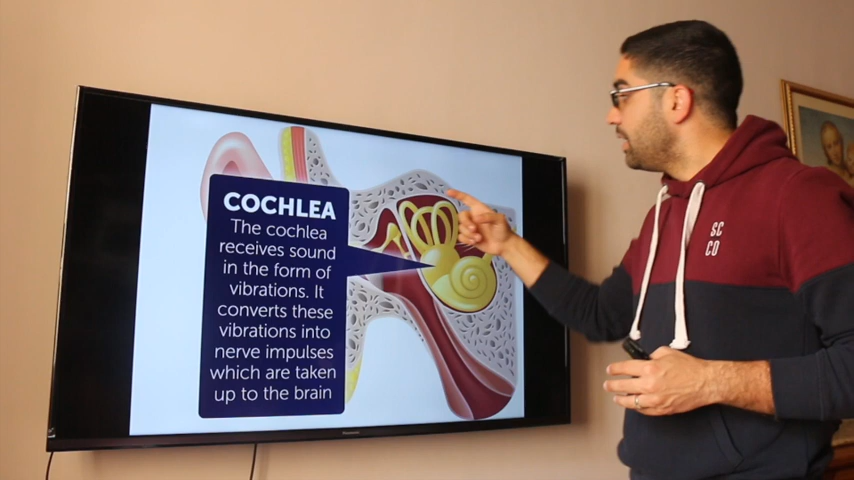 COCHLEA
The cochlea
receives sound
in the form of
vibrations. It
converts these
vibrations into
nerve impulses
which are taken
up to the brain
Panasonic
SC
CO